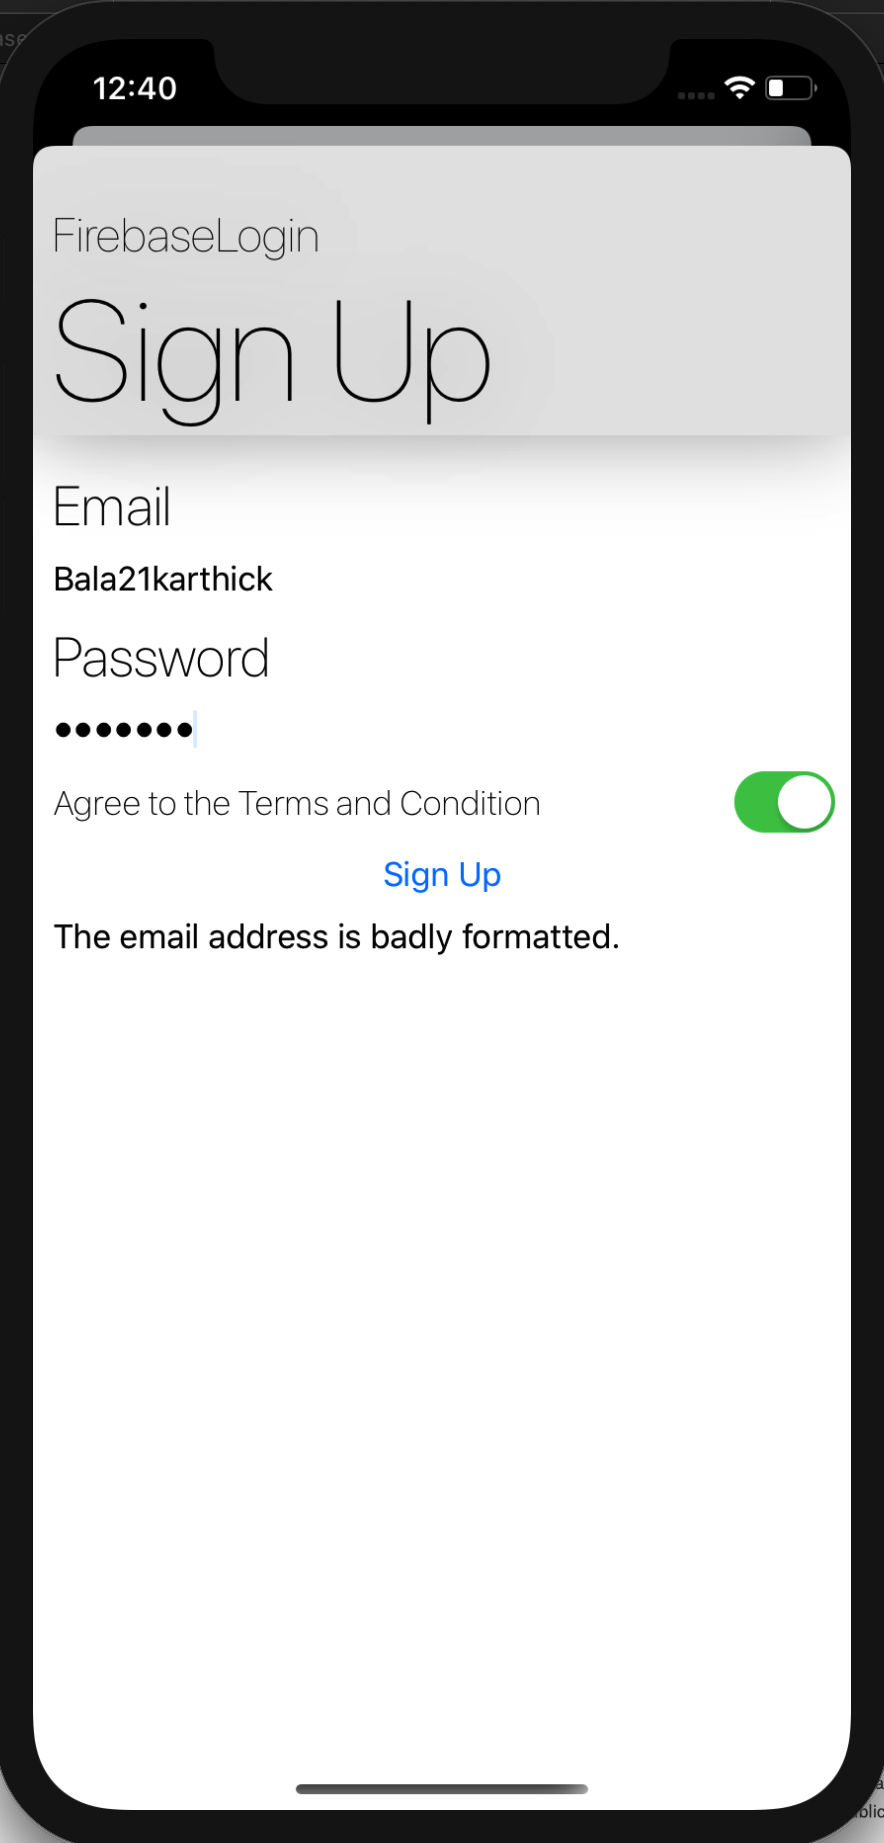 12:40
FirebaseLogin
Sign Up
Email
Bala21karthick
Password
•••••••
Agree to the Terms and Condition
Sign Up
The email address is badly formatted.